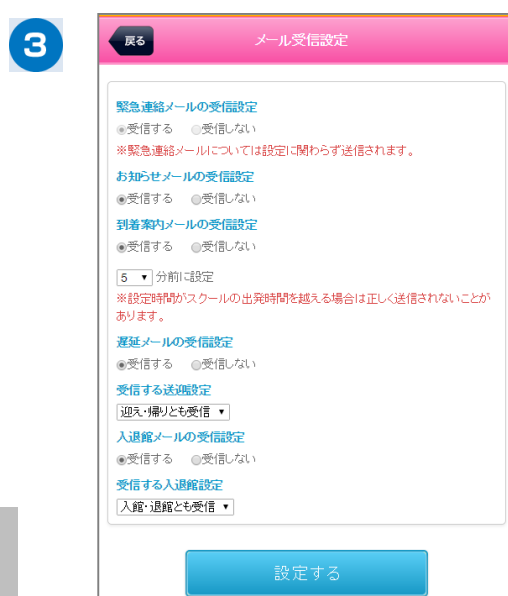 3
戻る
メール受信設定
緊急連絡メールの受信設定
受信する 受信しない
※緊急連絡メールについては設定に関わらず送信されます。
お知らせメールの受信設定
受信する 受信しない
到着案内メールの受信設定
受信する 受信しない
5 ▼ 分前に設定
※設定時間がスクールの出発時間を越える場合は正しく送信されないことが
あります。
遅延メールの受信設定
受信する 受信しない
受信する送迎設定
迎え・帰りとも受信 ▼
入退館メールの受信設定
受信する 受信しない
受信する入退館設定
入館・退館とも受信 ▼
設定する